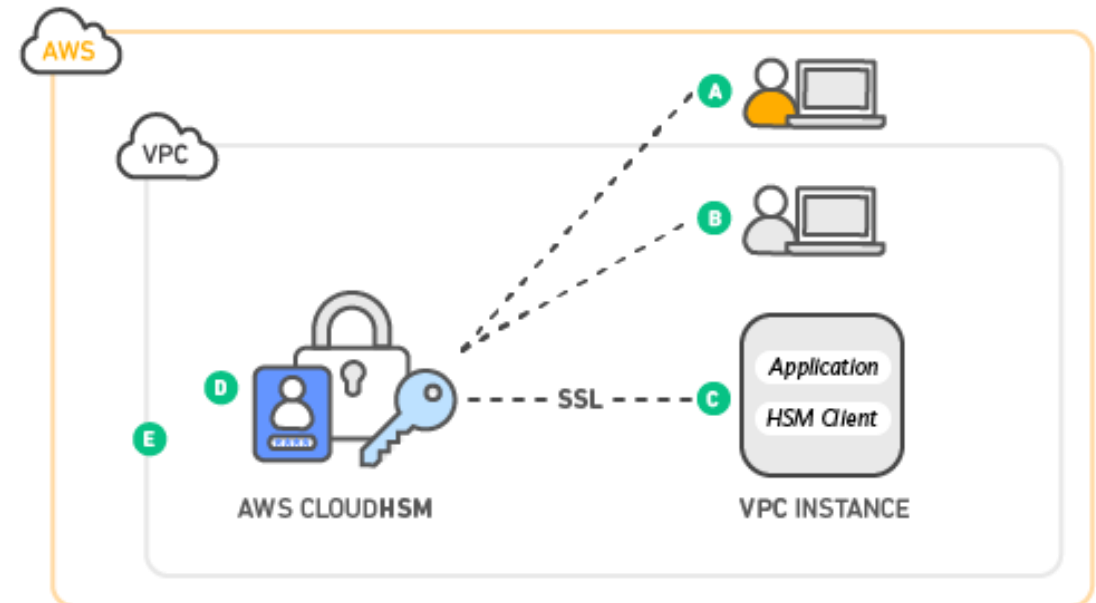 AWS
A
VPC
B
Application
D
SSL
C
HSM Client
E
AWS CLOUDHSM
VPC INSTANCE